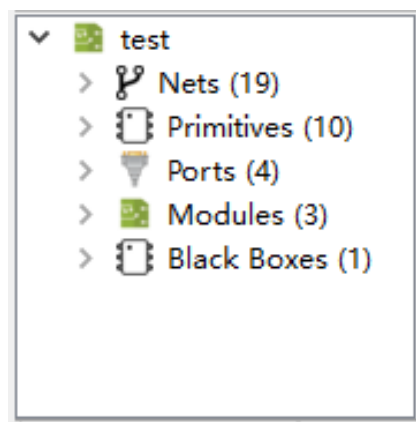 test
Nets (19)
Primitives (10)
Ports (4)
Modules (3)
Black Boxes (1)